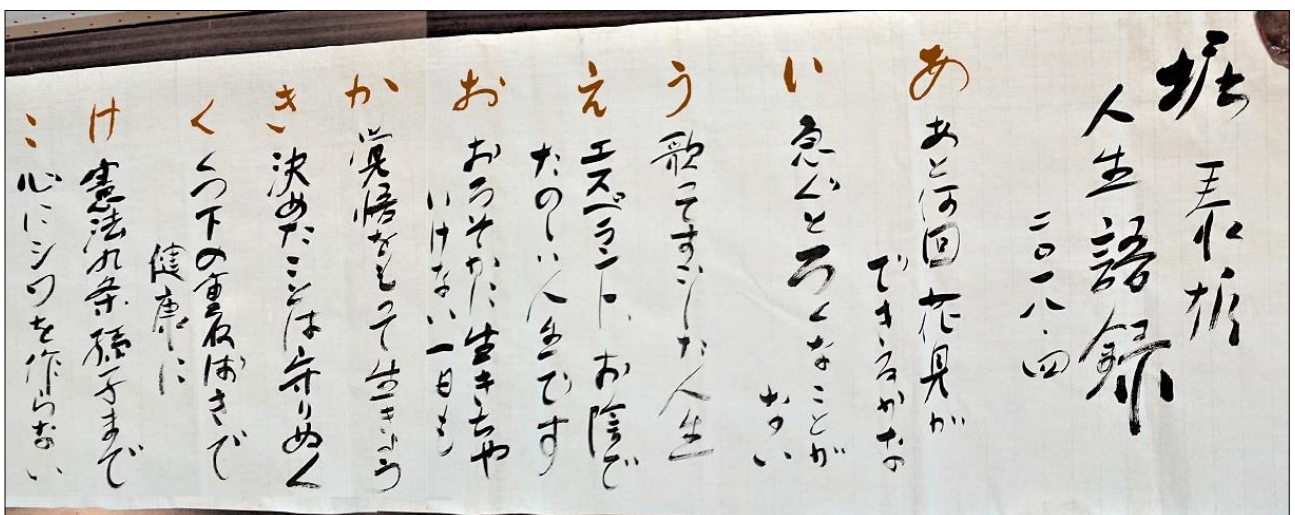 堀 泰雄
人生語録
二〇一八・四
あ あと何回花見が
できるかな
い 急ぐとろくなことが
ない
う 歌ってすごした人生
え エスペラント、お陰で
たのしい人生です
お おろそかに生きちゃ
いけない一日も
か 覚悟をもって生きよう
き 決めたことは守りぬく
く くつ下の重ねばきで
健康に
け 憲法九条孫子まで
こ 心にシワを作らない